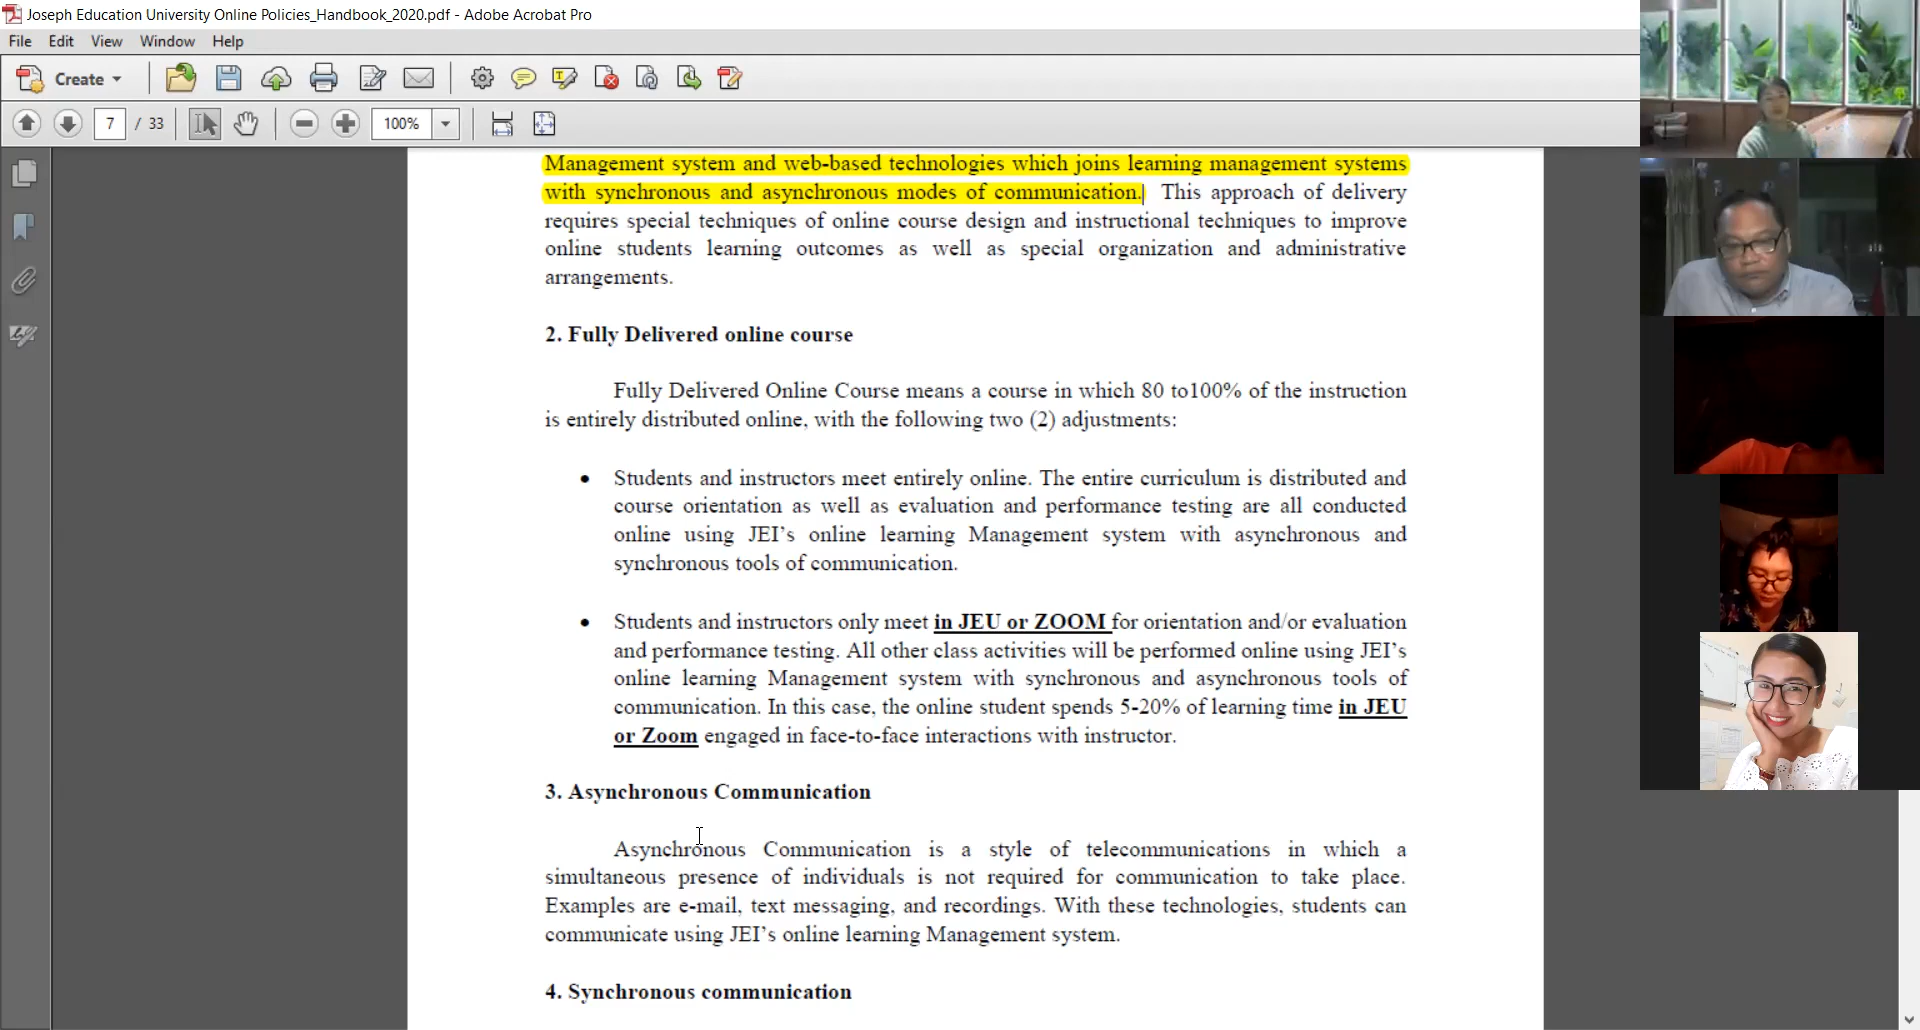 Joseph Education University Online Policies_Handbook_2020.pdf - Adobe Acrobat Pro
File Edit View Window Help
Create
7 / 33 100%
Management system and web-based technologies which joins learning management systems
with synchronous and asynchronous modes of communication. This approach of delivery
requires special techniques of online course design and instructional techniques to improve
online students learning outcomes as well as special organization and administrative
arrangements.
2. Fully Delivered online course
Fully Delivered Online Course means a course in which 80 to100% of the instruction
is entirely distributed online, with the following two (2) adjustments:
• Students and instructors meet entirely online. The entire curriculum is distributed and
course orientation as well as evaluation and performance testing are all conducted
online using JEI’s online learning Management system with asynchronous and
synchronous tools of communication.
• Students and instructors only meet in JEU or ZOOM for orientation and/or evaluation
and performance testing. All other class activities will be performed online using JEI’s
online learning Management system with synchronous and asynchronous tools of
communication. In this case, the online student spends 5-20% of learning time in JEU
or Zoom engaged in face-to-face interactions with instructor.
3. Asynchronous Communication
Asynchronous Communication is a style of telecommunications in which a
simultaneous presence of individuals is not required for communication to take place.
Examples are e-mail, text messaging, and recordings. With these technologies, students can
communicate using JEI’s online learning Management system.
4. Synchronous communication